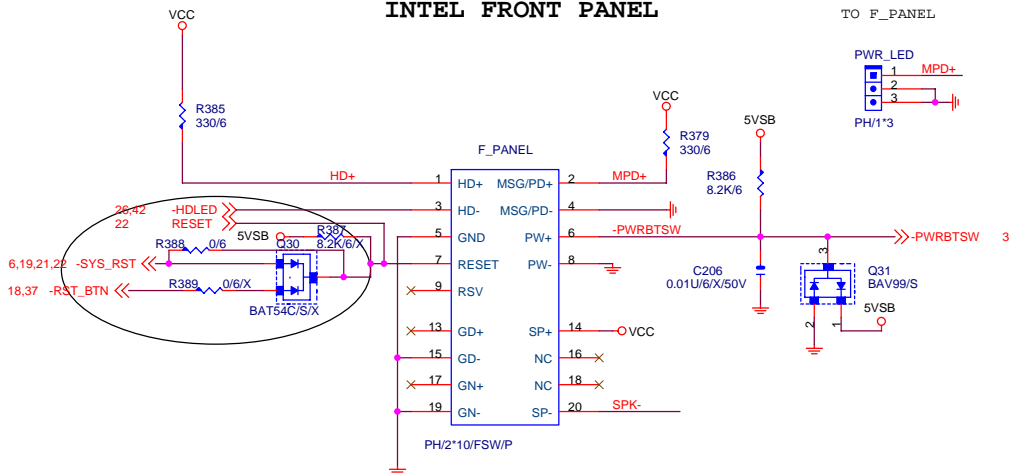 INTEL FRONT PANEL
TO F_PANEL
VCC
R385
330/6
VCC
R379
330/6
5VSB
R386
8.2K/6
PWR_LED
1
2
3
MPD+
PH/1*3
F_PANEL
HD+
1 HD+ MSG/PD+ 2
MPD+
26,42 -HDLED
3 HD- MSG/PD- 4
22 RESET
5VSB
R387
8.2K/6/X
5 GND PW+ 6
-PWRBTSW
-PWRBTSW 3
R388 0/6
Q30
6,19,21,22 -SYS_RST
7 RESET PW- 8
18,37 -RST_BTN
R389 0/6/X
BAT54C/S/X
9 RSV
C206
0.01U/6/X/50V
3
Q31
BAV99/S
5VSB
2
1
13 GD+ SP+ 14
VCC
15 GD- NC 16
17 GN+ NC 18
19 GN- SP- 20
SPK-
PH/2*10/FSW/P